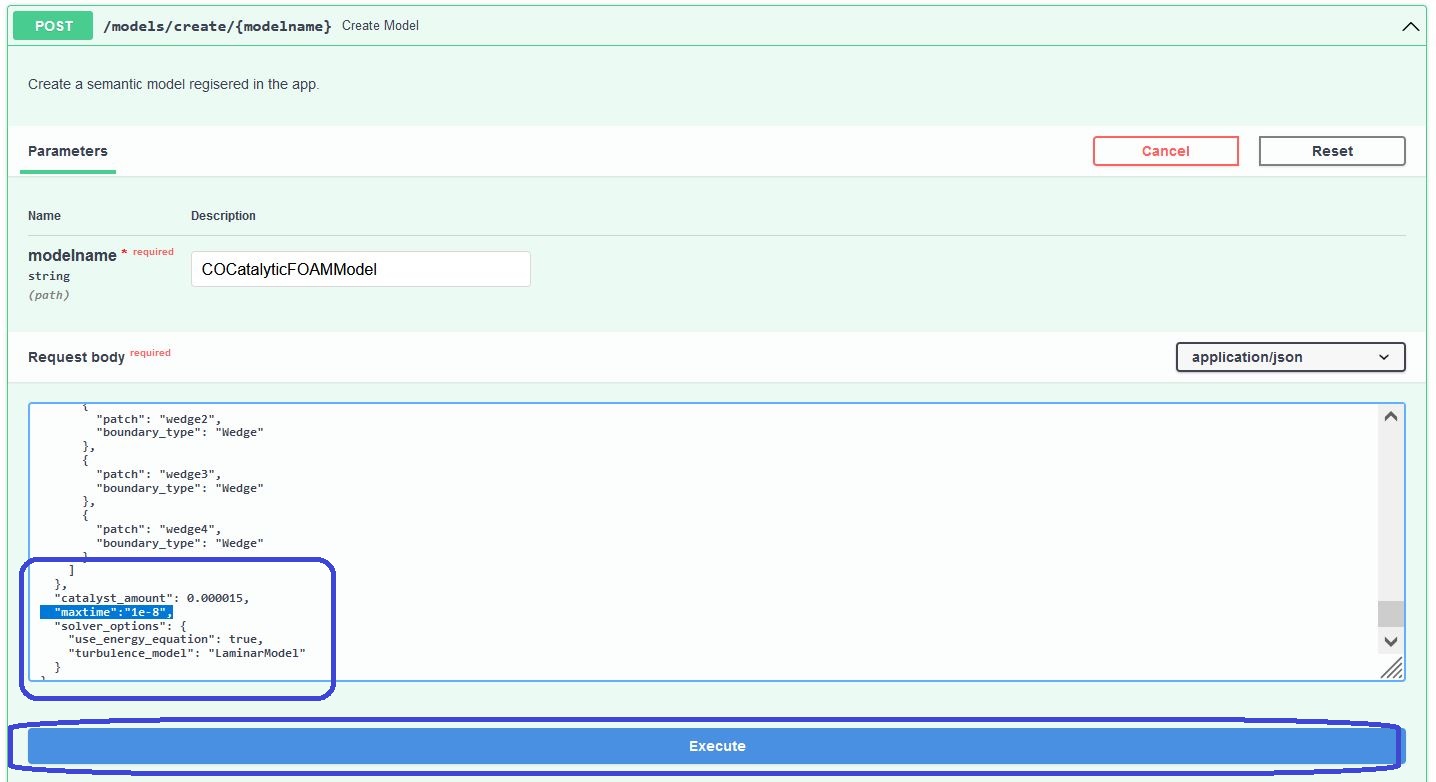 POST /models/create/{modelname} Create Model
Create a semantic model regisered in the app.
Parameters
Cancel
Reset
Name Description
modelname * required
string
(path)
COCatalyticFOAMModel
Request body required
application/json
{
"patch": "wedge2",
"boundary_type": "Wedge"
},
{
"patch": "wedge3",
"boundary_type": "Wedge"
},
{
"patch": "wedge4",
"boundary_type": "Wedge"
}
]
},
"catalyst_amount": 0.000015,
"maxtime":"1e-8",
"solver_options": {
"use_energy_equation": true,
"turbulence_model": "LaminarModel"
}
}
Execute